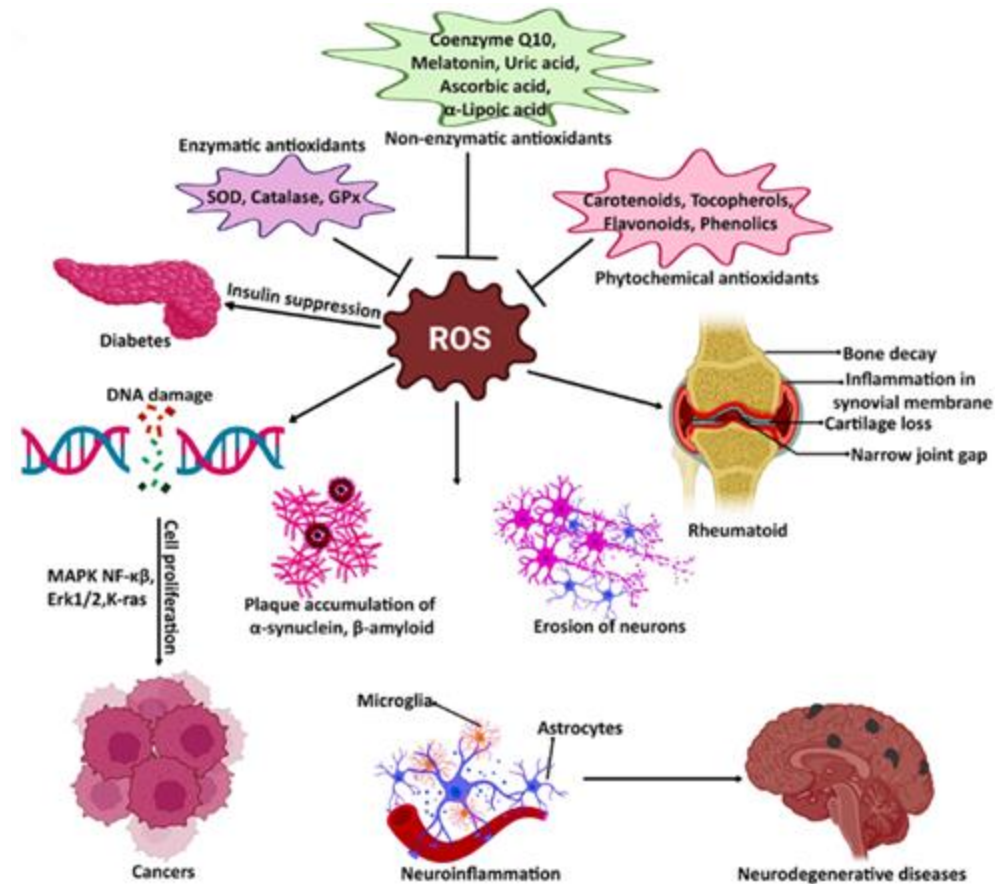 Coenzyme Q10,
Melatonin, Uric acid,
Ascorbic acid,
α-Lipoic acid
Non-enzymatic antioxidants
Enzymatic antioxidants
SOD, Catalase, GPx
Carotenoids, Tocopherols,
Flavonoids, Phenolics
Phytochemical antioxidants
Insulin suppression
ROS
Diabetes
Bone decay
Inflammation in
synovial membrane
Cartilage loss
Narrow joint gap
Rheumatoid
DNA damage
Cell proliferation
MAPK NF-κβ,
Erk1/2,K-ras
Plaque accumulation of
α-synuclein, β-amyloid
Erosion of neurons
Microglia
Astrocytes
Cancers
Neuroinflammation
Neurodegenerative diseases